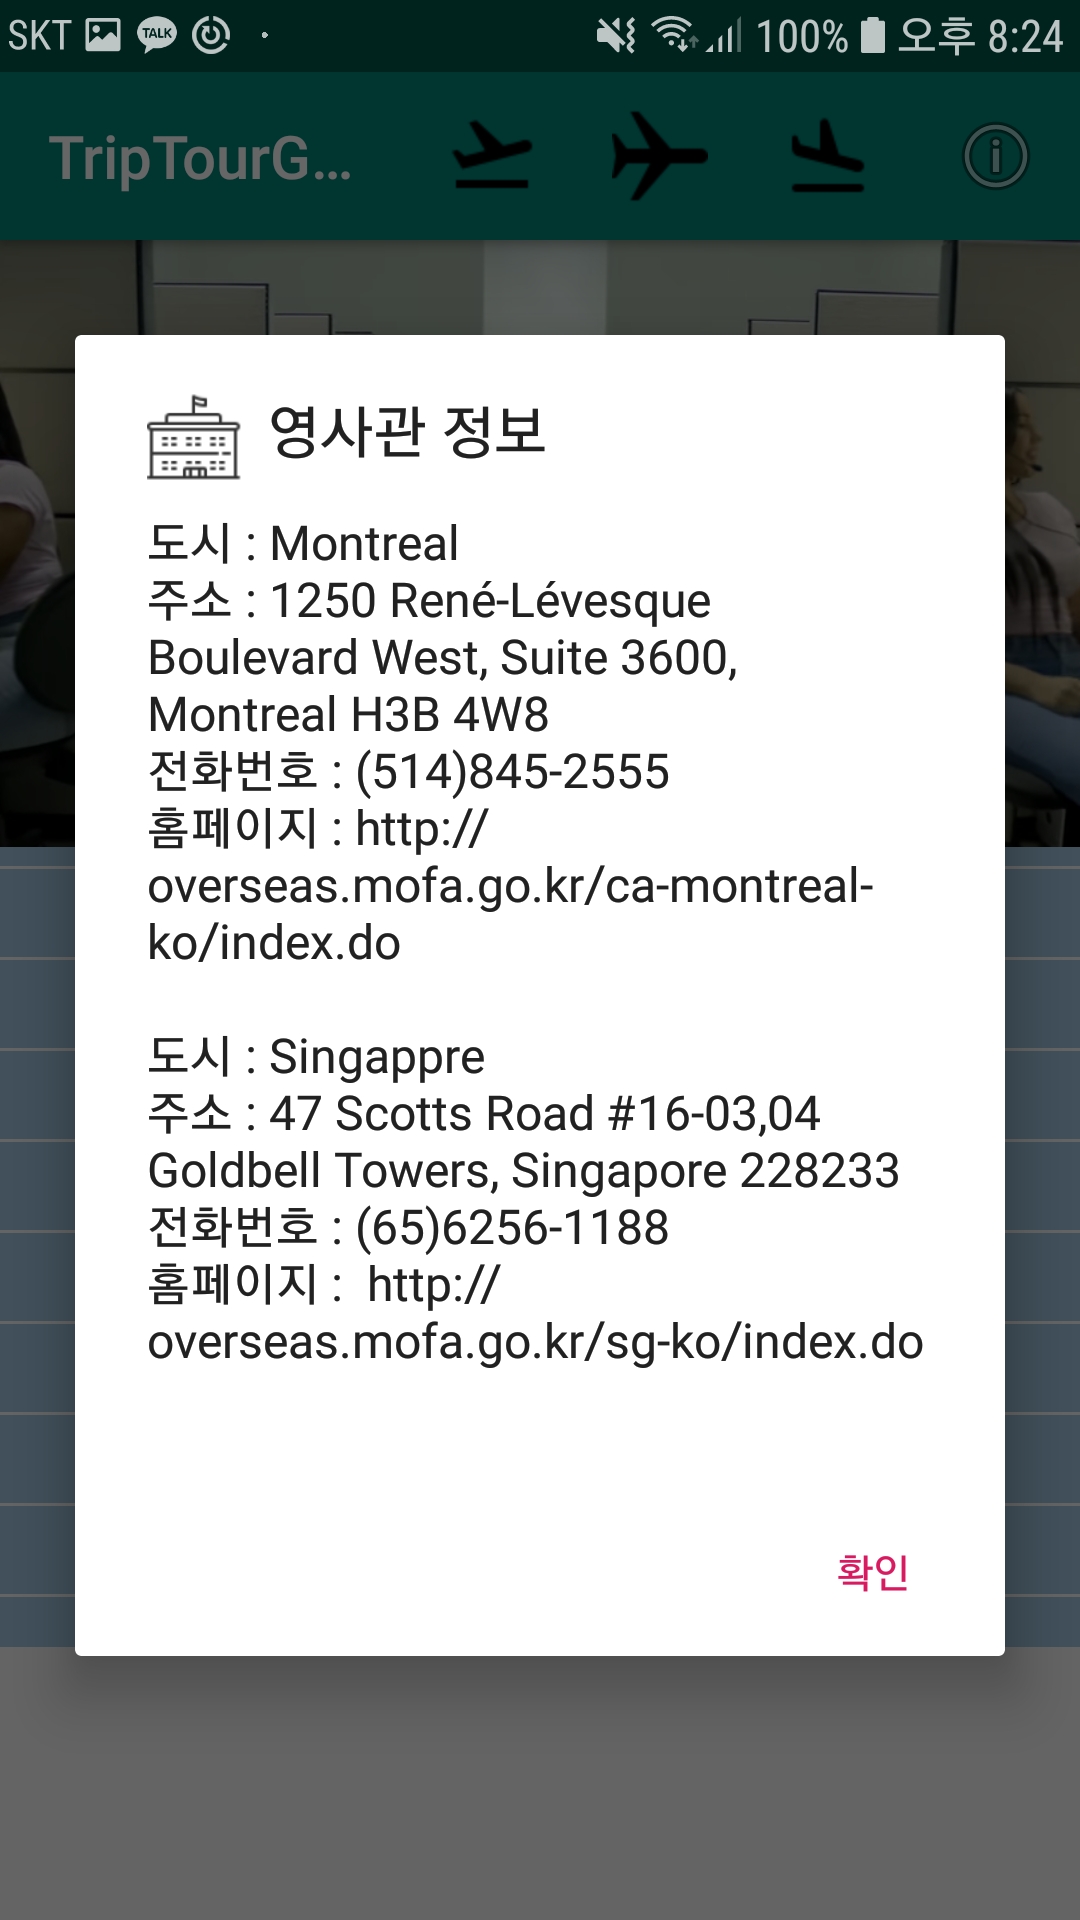 SKT TALK 100% 오후 8:24
TripTourG...
영사관 정보
도시 : Montreal
주소 : 1250 René-Lévesque
Boulevard West, Suite 3600,
Montreal H3B 4W8
전화번호 : (514)845-2555
홈페이지 : http://
overseas.mofa.go.kr/ca-montreal-
ko/index.do
도시 : Singappre
주소 : 47 Scotts Road #16-03,04
Goldbell Towers, Singapore 228233
전화번호 : (65)6256-1188
홈페이지 :  http://
overseas.mofa.go.kr/sg-ko/index.do
확인